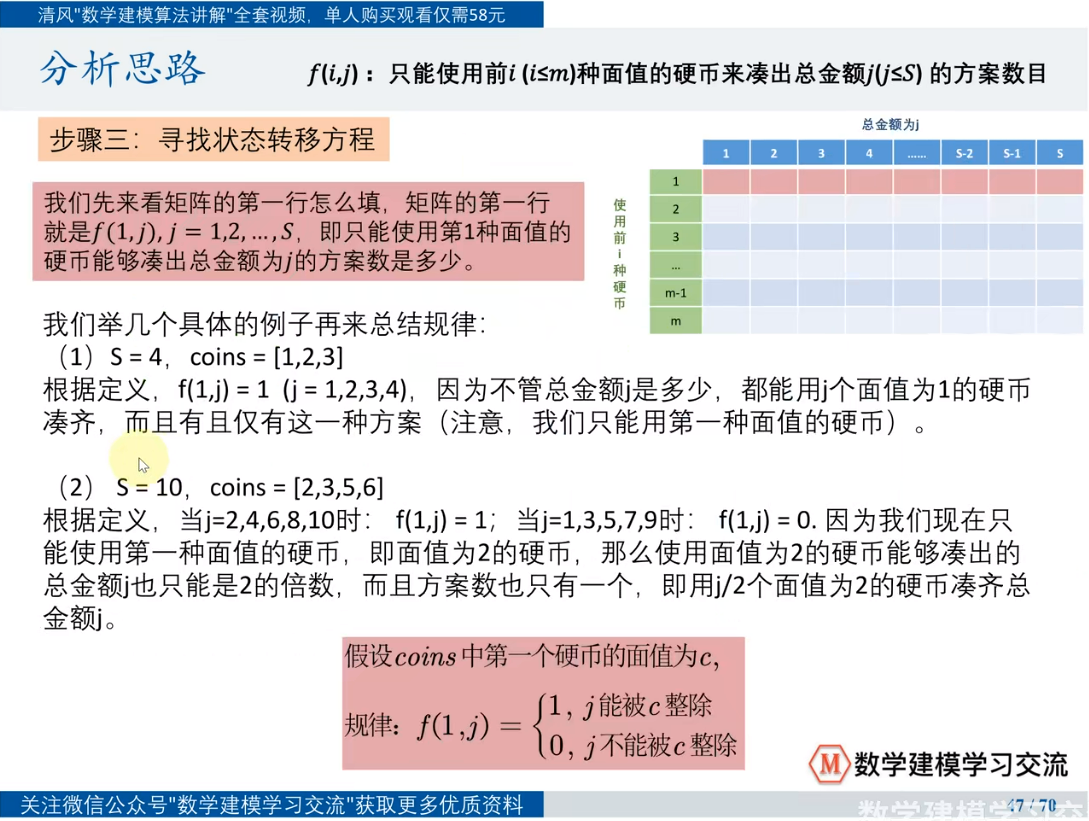 清风"数学建模算法讲解"全套视频，单人购买观看仅需58元
分析思路
f(i,j)：只能使用前i (i≤m)种面值的硬币来凑出总金额j(j≤S) 的方案数目
步骤三：寻找状态转移方程
总金额为j
1 2 3 4 …… S-2 S-1 S
使用前i种硬币
1
2
3
…
m-1
m
我们先来看矩阵的第一行怎么填，矩阵的第一行
就是f(1,j), j = 1,2,…,S，即只能使用第1种面值的
硬币能够凑出总金额为j的方案数是多少。
我们举几个具体的例子再来总结规律：
（1）S = 4，coins = [1,2,3]
根据定义，f(1,j) = 1 (j = 1,2,3,4)，因为不管总金额j是多少，都能用j个面值为1的硬币
凑齐，而且有且仅有这一种方案（注意，我们只能用第一种面值的硬币）。
（2） S = 10，coins = [2,3,5,6]
根据定义，当j=2,4,6,8,10时： f(1,j) = 1；当j=1,3,5,7,9时： f(1,j) = 0. 因为我们现在只
能使用第一种面值的硬币，即面值为2的硬币，那么使用面值为2的硬币能够凑出的
总金额j也只能是2的倍数，而且方案数也只有一个，即用j/2个面值为2的硬币凑齐总
金额j。
假设coins中第一个硬币的面值为c，
规律：f(1,j) = {1, j能被c整除
0, j不能被c整除
M 数学建模学习交流
关注微信公众号"数学建模学习交流"获取更多优质资料
47 / 70
数学建模学习交